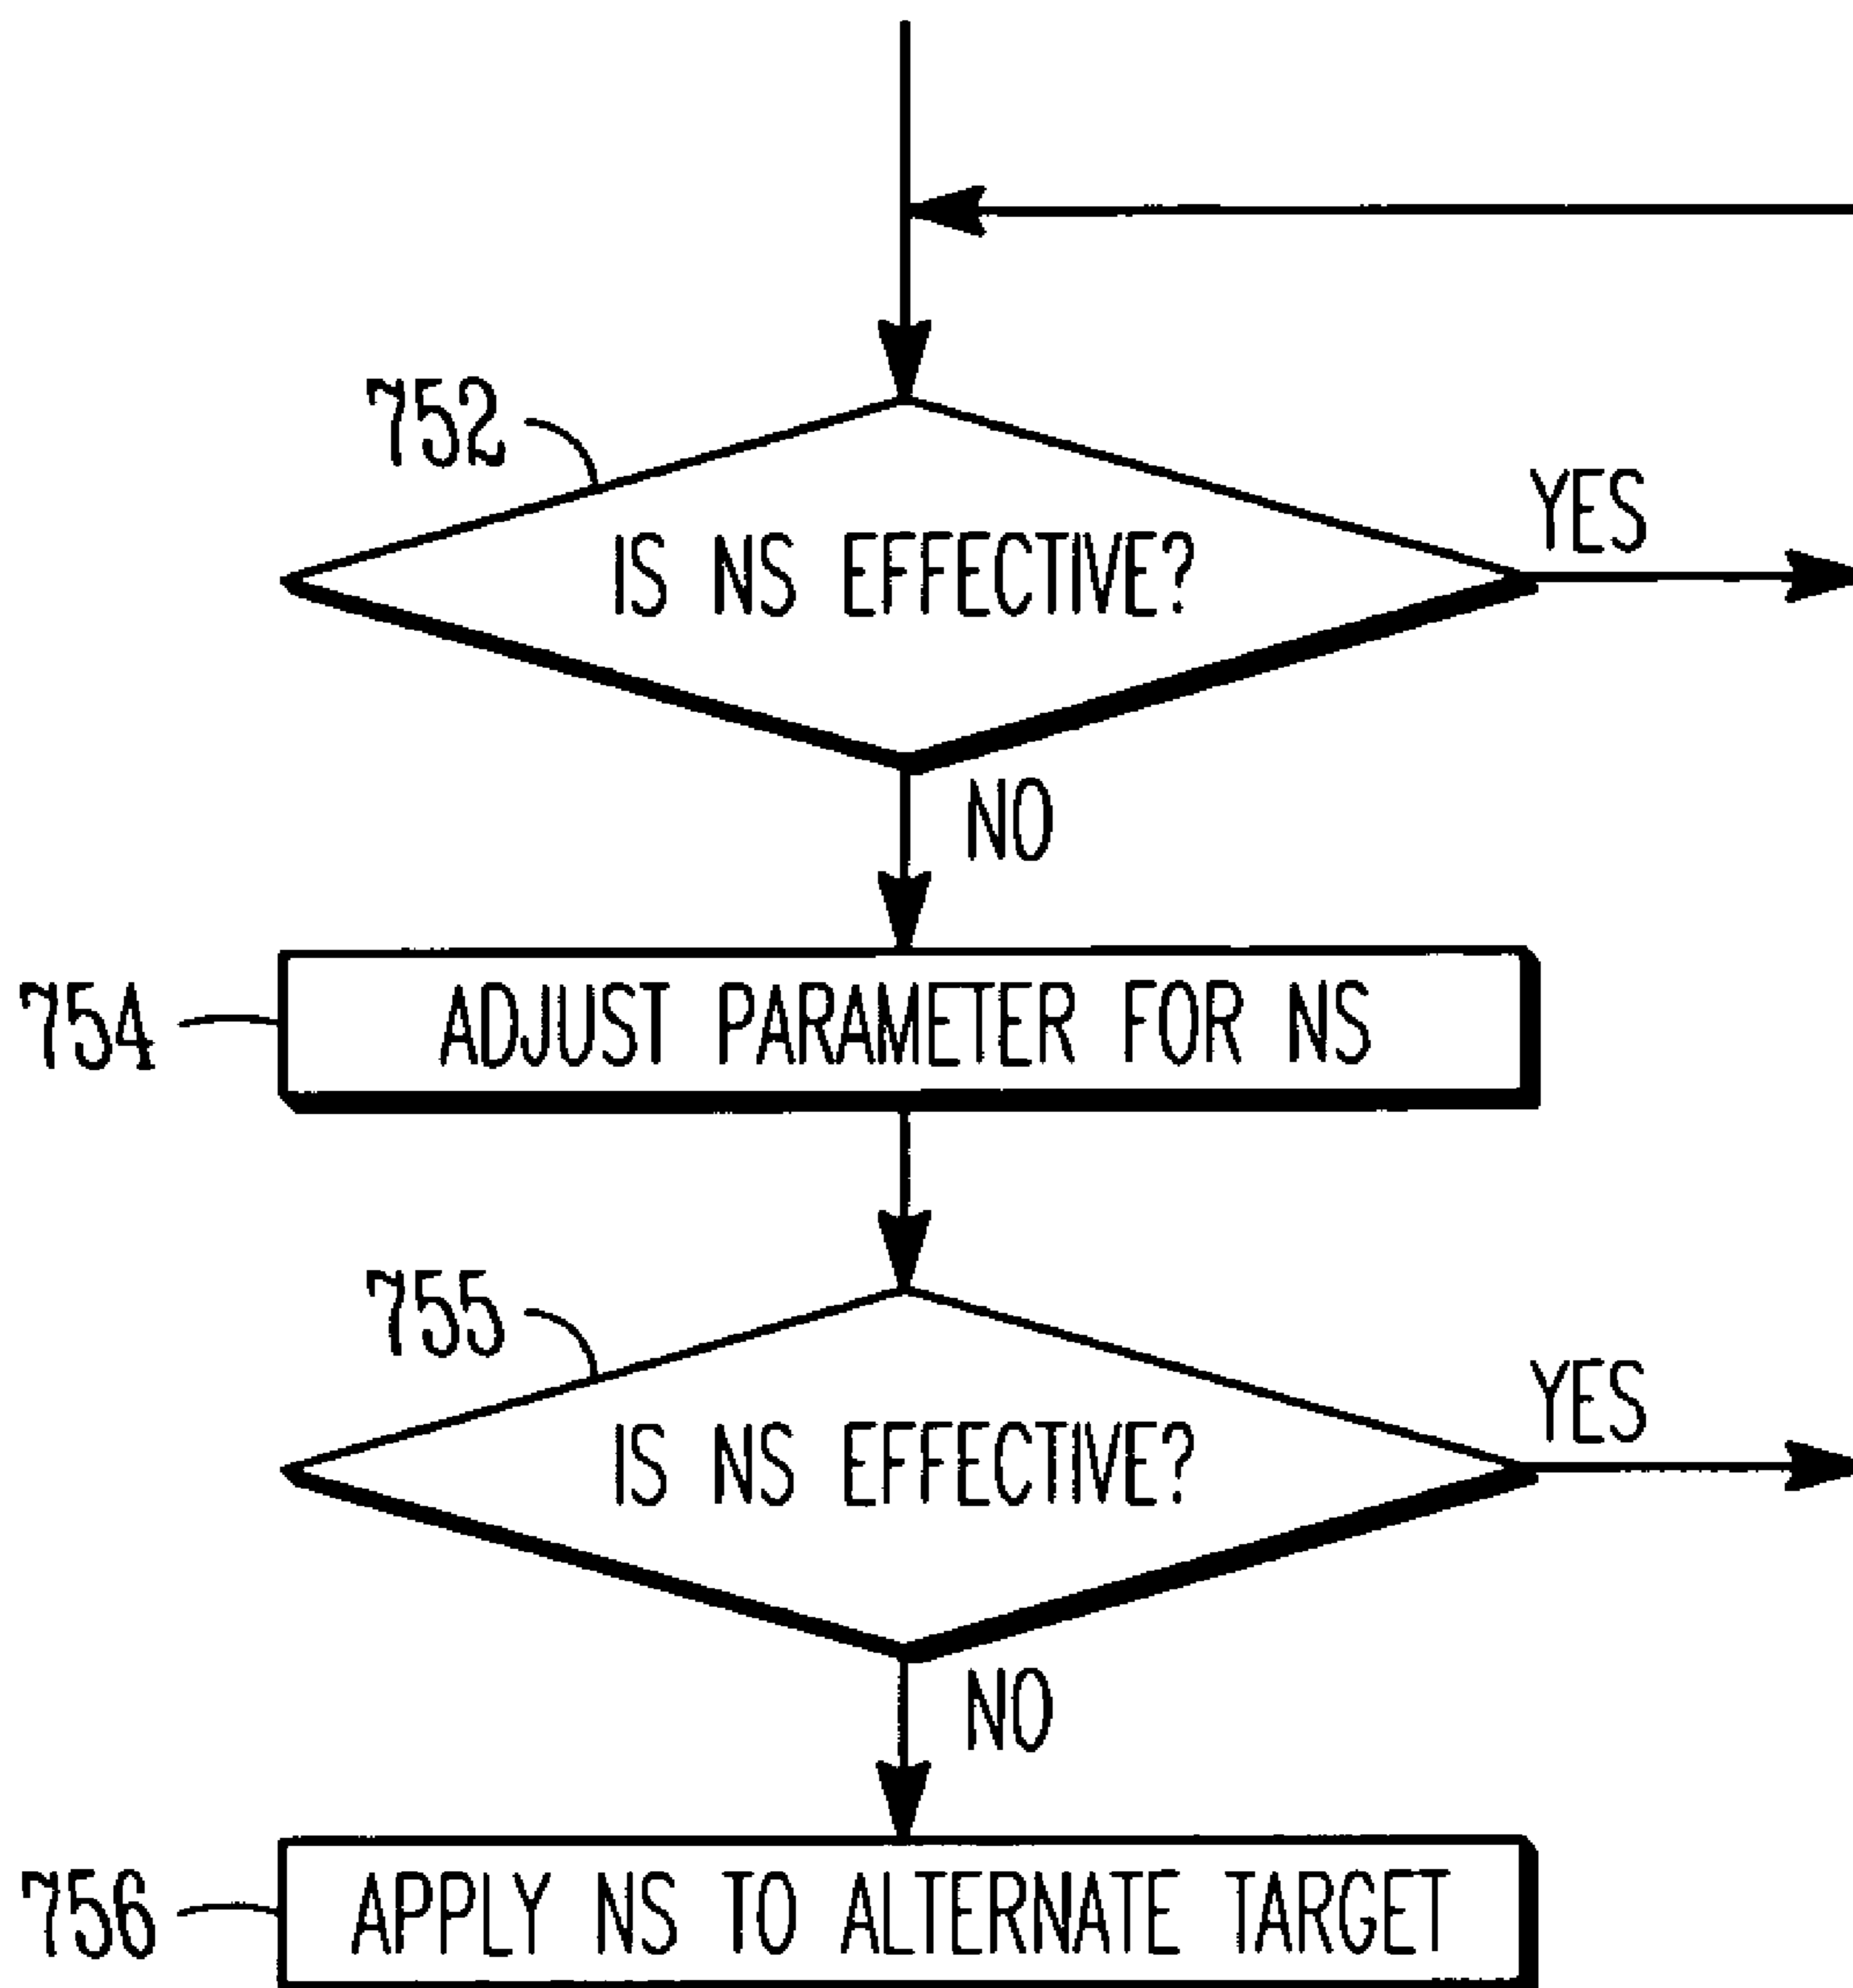 752
YES
IS NS EFFECTIVE?
NO
754
ADJUST PARAMETER FOR NS
755
YES
IS NS EFFECTIVE?
NO
756
APPLY NS TO ALTERNATE TARGET